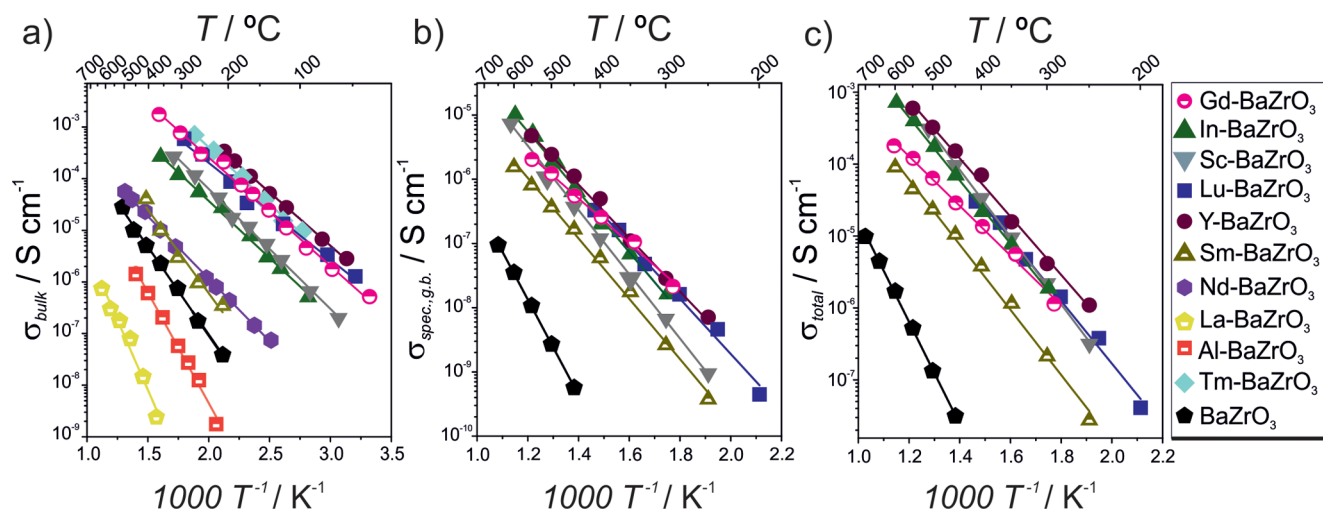 a)
T / ºC
700 600 500 400 300 200 100
σbulk / S cm⁻¹
10⁻³
10⁻⁴
10⁻⁵
10⁻⁶
10⁻⁷
10⁻⁸
10⁻⁹
1.0 1.5 2.0 2.5 3.0 3.5
1000 T⁻¹ / K⁻¹
b)
T / ºC
700 600 500 400 300 200
σspec,g.b. / S cm⁻¹
10⁻⁵
10⁻⁶
10⁻⁷
10⁻⁸
10⁻⁹
10⁻¹⁰
1.0 1.2 1.4 1.6 1.8 2.0 2.2
1000 T⁻¹ / K⁻¹
c)
T / ºC
700 600 500 400 300 200
σtotal / S cm⁻¹
10⁻³
10⁻⁴
10⁻⁵
10⁻⁶
10⁻⁷
1.0 1.2 1.4 1.6 1.8 2.0 2.2
1000 T⁻¹ / K⁻¹
Gd-BaZrO₃
In-BaZrO₃
Sc-BaZrO₃
Lu-BaZrO₃
Y-BaZrO₃
Sm-BaZrO₃
Nd-BaZrO₃
La-BaZrO₃
Al-BaZrO₃
Tm-BaZrO₃
BaZrO₃